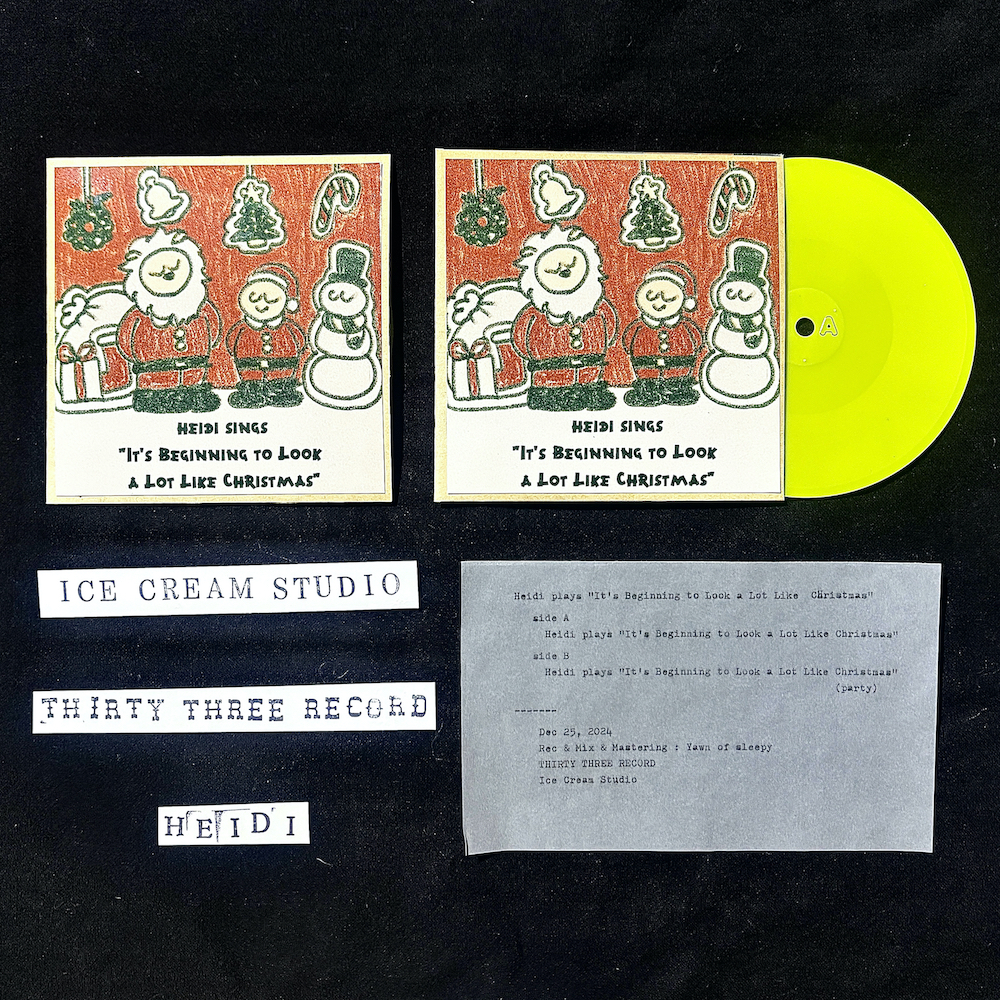 HEIDI SINGS
"IT'S BEGINNING TO LOOK
A LOT LIKE CHRISTMAS"
HEIDI SINGS
"IT'S BEGINNING TO LOOK
A LOT LIKE CHRISTMAS"
A
ICE CREAM STUDIO
THIRTY THREE RECORD
HEIDI
Heidi plays "It's Beginning to Look a Lot Like Christmas"
side A
Heidi plays "It's Beginning to Look a Lot Like Christmas"
side B
Heidi plays "It's Beginning to Look a Lot Like Christmas"
(party)
-------
Dec 25, 2024
Rec & Mix & Mastering : Yawn of sleepy
THIRTY THREE RECORD
Ice Cream Studio